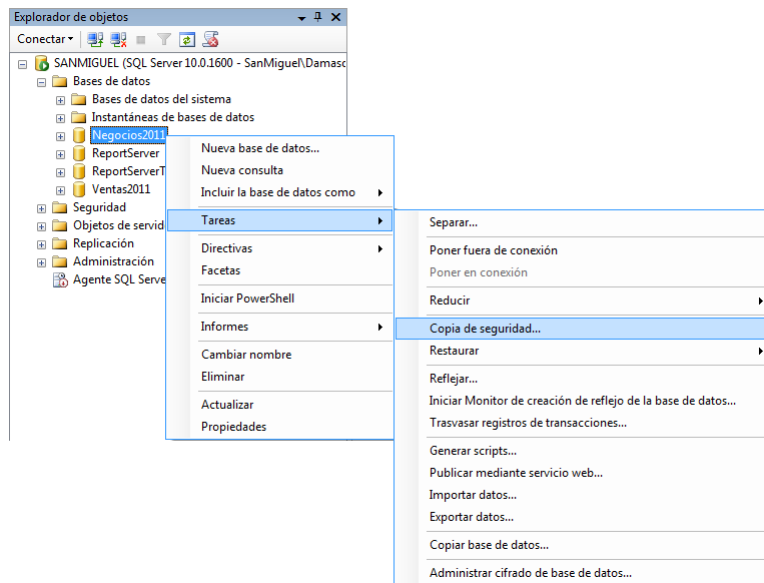 Explorador de objetos
Conectar
SANMIGUEL (SQL Server 10.0.1600 - SanMiguel\Damasc
Bases de datos
Bases de datos del sistema
Instantáneas de bases de datos
Negocios2011
ReportServer
ReportServerT
Ventas2011
Seguridad
Objetos de servid
Replicación
Administración
Agente SQL Serve
Nueva base de datos...
Nueva consulta
Incluir la base de datos como
Tareas
Directivas
Facetas
Iniciar PowerShell
Informes
Cambiar nombre
Eliminar
Actualizar
Propiedades
Separar...
Poner fuera de conexión
Poner en conexión
Reducir
Copia de seguridad...
Restaurar
Reflejar...
Iniciar Monitor de creación de reflejo de la base de datos...
Trasvasar registros de transacciones...
Generar scripts...
Publicar mediante servicio web...
Importar datos...
Exportar datos...
Copiar base de datos...
Administrar cifrado de base de datos...